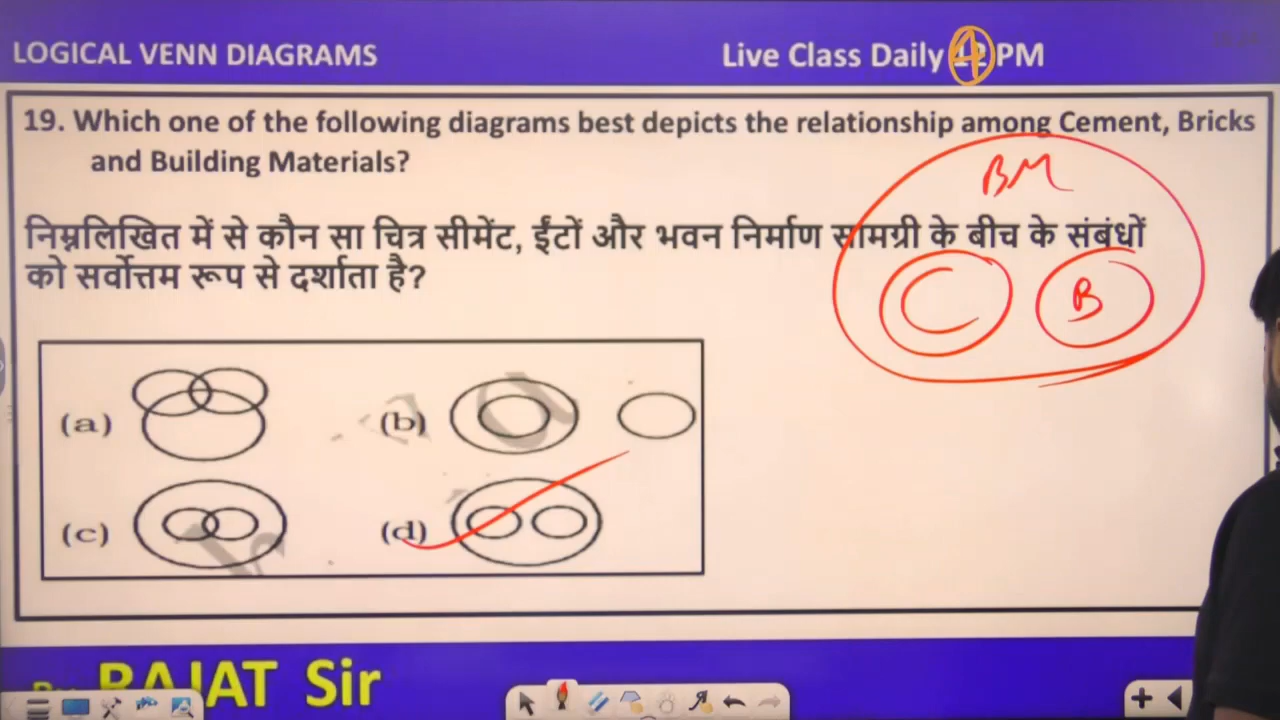 LOGICAL VENN DIAGRAMS
Live Class Daily 4 PM
19. Which one of the following diagrams best depicts the relationship among Cement, Bricks
and Building Materials?
BM
निम्नलिखित में से कौन सा चित्र सीमेंट, ईंटों और भवन निर्माण सामग्री के बीच के संबंधों
को सर्वोत्तम रूप से दर्शाता है?
C B
(a) (b)
(c) (d)
RAJAT Sir